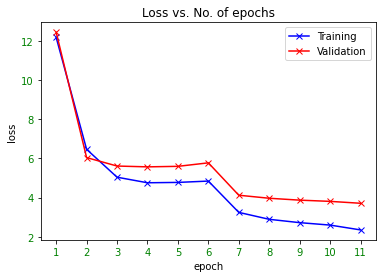 Loss vs. No. of epochs
Training
Validation
12
10
8
6
4
2
loss
1 2 3 4 5 6 7 8 9 10 11
epoch